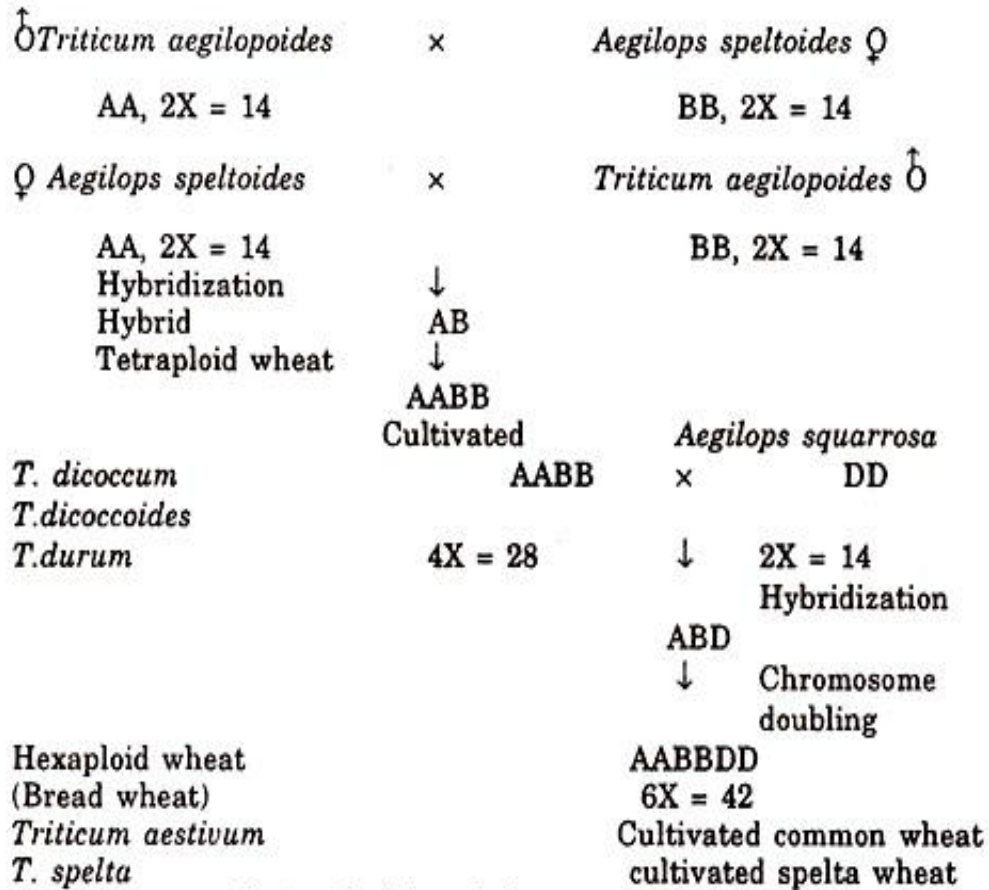 ♂Triticum aegilopoides × Aegilops speltoides ♀
AA, 2X = 14 BB, 2X = 14
♀ Aegilops speltoides × Triticum aegilopoides ♂
AA, 2X = 14 BB, 2X = 14
Hybridization ↓
Hybrid AB
Tetraploid wheat ↓
AABB
Cultivated Aegilops squarrosa
T. dicoccum AABB × DD
T.dicoccoides
T.durum 4X = 28 ↓ 2X = 14
Hybridization
ABD
↓ Chromosome
doubling
Hexaploid wheat AABBDD
(Bread wheat) 6X = 42
Triticum aestivum Cultivated common wheat
T. spelta cultivated spelta wheat